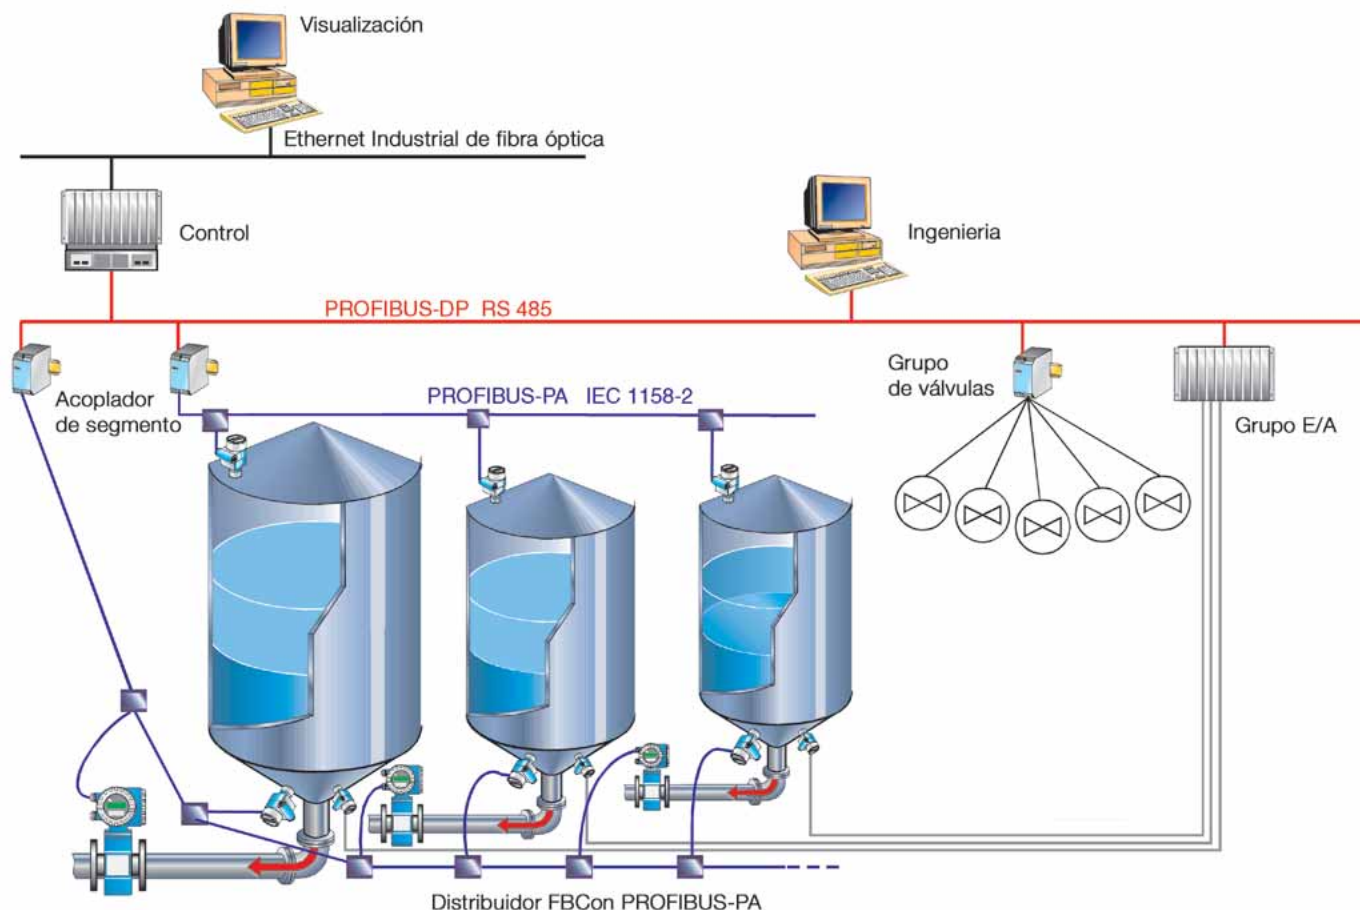 Visualización
Ethernet Industrial de fibra óptica
Control
Ingenieria
PROFIBUS-DP RS 485
Acoplador
de segmento
PROFIBUS-PA IEC 1158-2
Grupo
de válvulas
Grupo E/A
Distribuidor FBCon PROFIBUS-PA